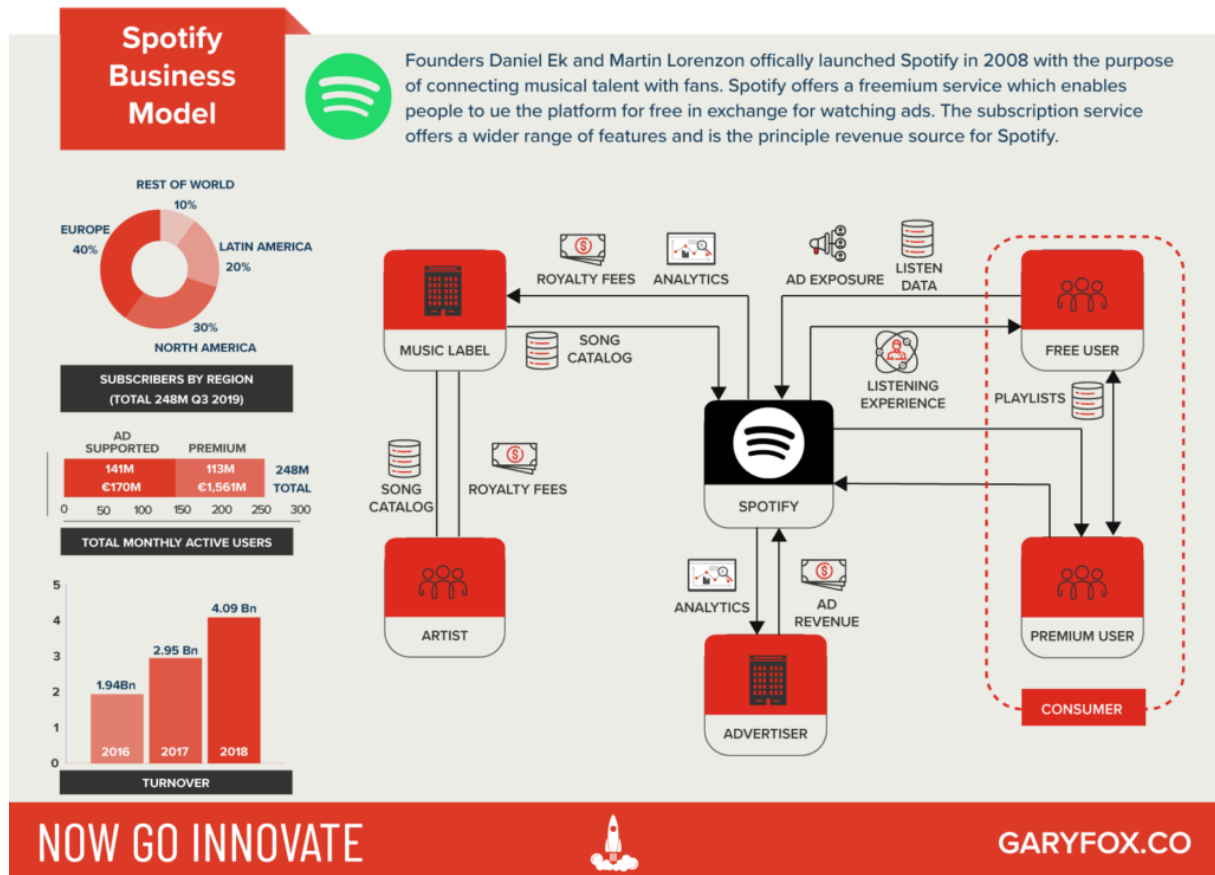 Spotify
Business
Model
Founders Daniel Ek and Martin Lorenzon offically launched Spotify in 2008 with the purpose
of connecting musical talent with fans. Spotify offers a freemium service which enables
people to ue the platform for free in exchange for watching ads. The subscription service
offers a wider range of features and is the principle revenue source for Spotify.
REST OF WORLD
10%
EUROPE
40%
LATIN AMERICA
20%
30%
NORTH AMERICA
SUBSCRIBERS BY REGION
(TOTAL 248M Q3 2019)
AD
SUPPORTED
PREMIUM
141M
113M
248M
€170M
€1,561M
TOTAL
0 50 100 150 200 250 300
TOTAL MONTHLY ACTIVE USERS
5
4
3
2
1
0
1.94Bn
2.95 Bn
4.09 Bn
2016
2017
2018
TURNOVER
MUSIC LABEL
ROYALTY FEES
ANALYTICS
SONG
CATALOG
AD EXPOSURE
LISTEN
DATA
FREE USER
LISTENING
EXPERIENCE
PLAYLISTS
SONG
CATALOG
ROYALTY FEES
SPOTIFY
ARTIST
ANALYTICS
AD
REVENUE
ADVERTISER
PREMIUM USER
CONSUMER
NOW GO INNOVATE
GARYFOX.CO